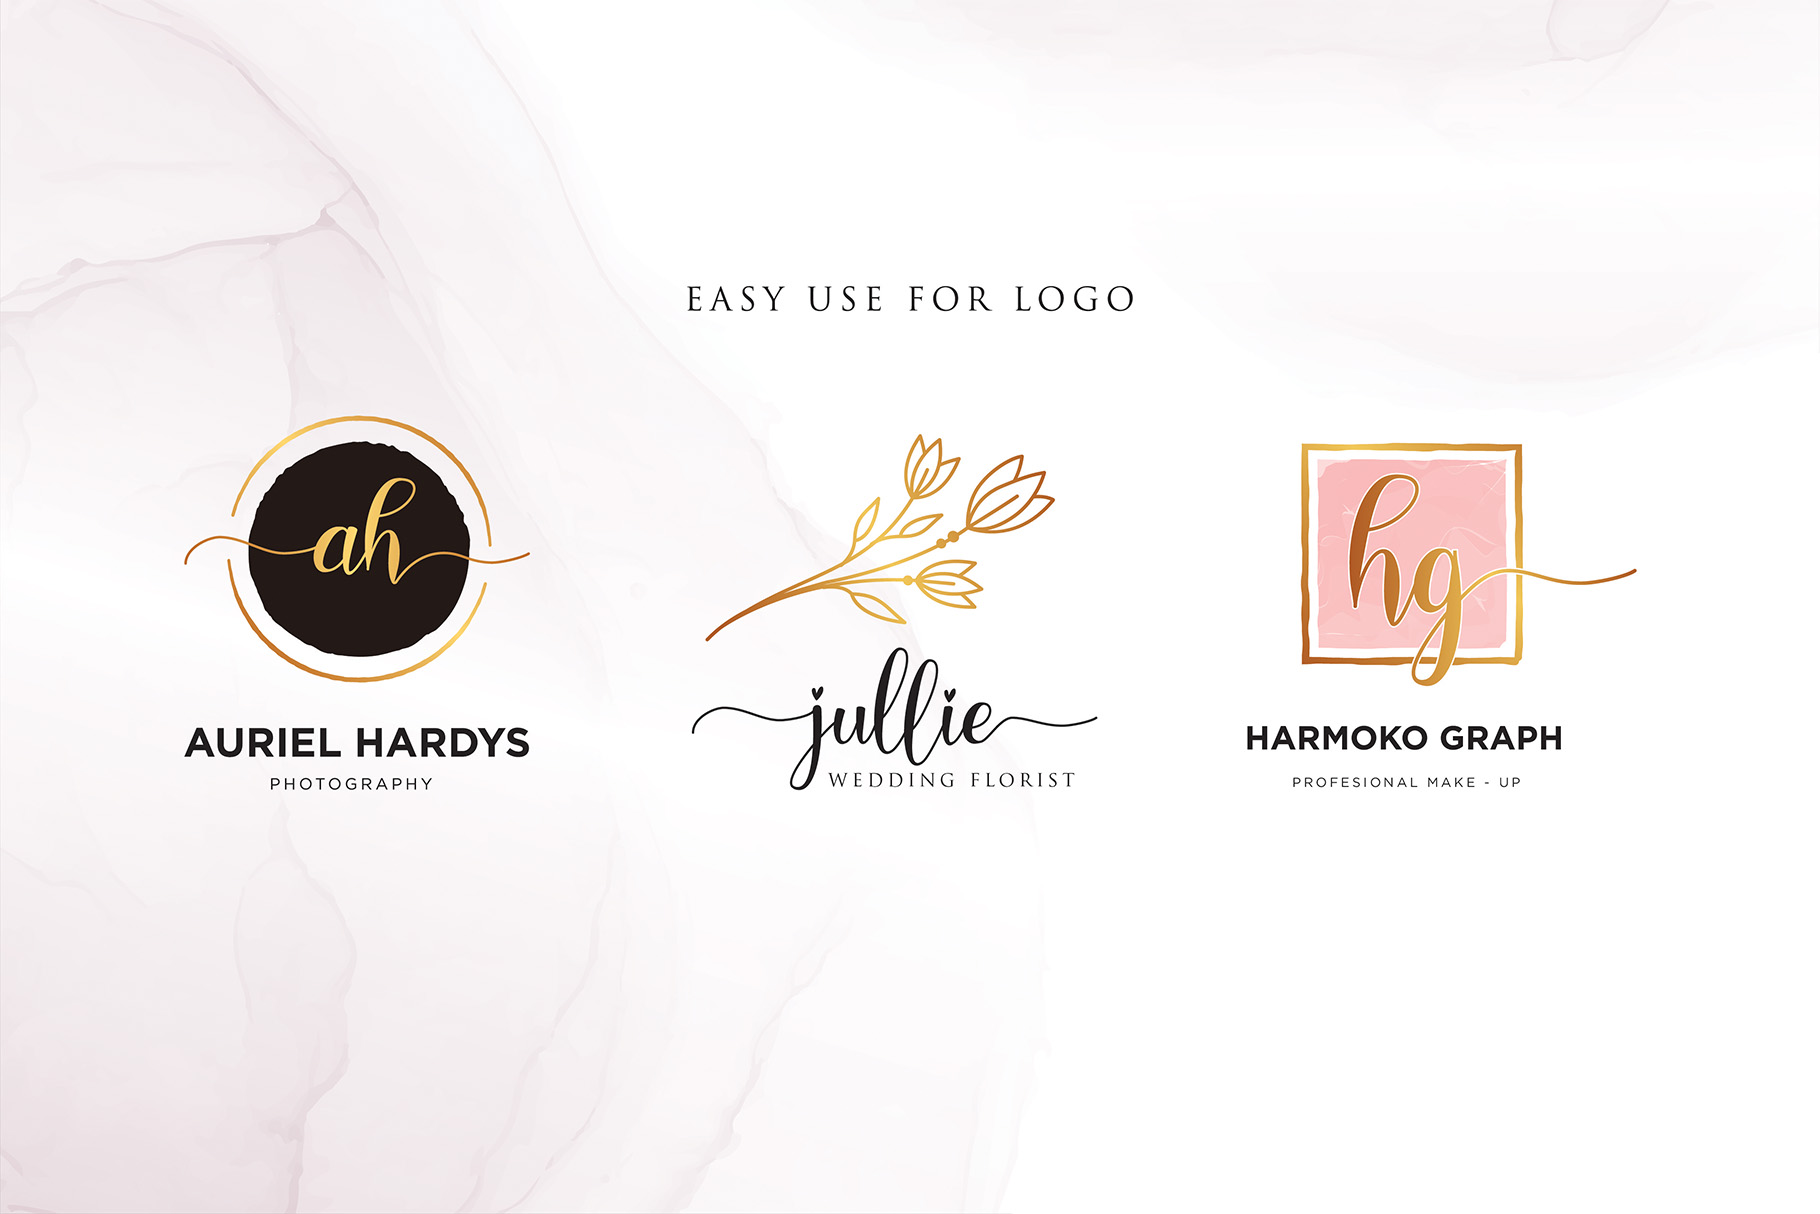 EASY USE FOR LOGO
ah
AURIEL HARDYS
PHOTOGRAPHY
jullie
WEDDING FLORIST
hg
HARMOKO GRAPH
PROFESIONAL MAKE - UP